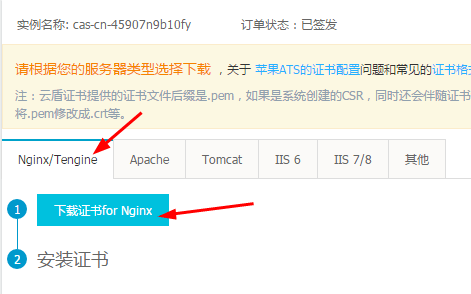 实例名称: cas-cn-45907n9b10fy 订单状态：已签发
请根据您的服务器类型选择下载 ，关于 苹果ATS的证书配置问题和常见的证书格
注：云盾证书提供的证书文件后缀是.pem，如果是系统创建的CSR，同时还会伴随证书
将.pem修改成.crt等。
Nginx/Tengine Apache Tomcat IIS 6 IIS 7/8 其他
1 下载证书for Nginx
2 安装证书